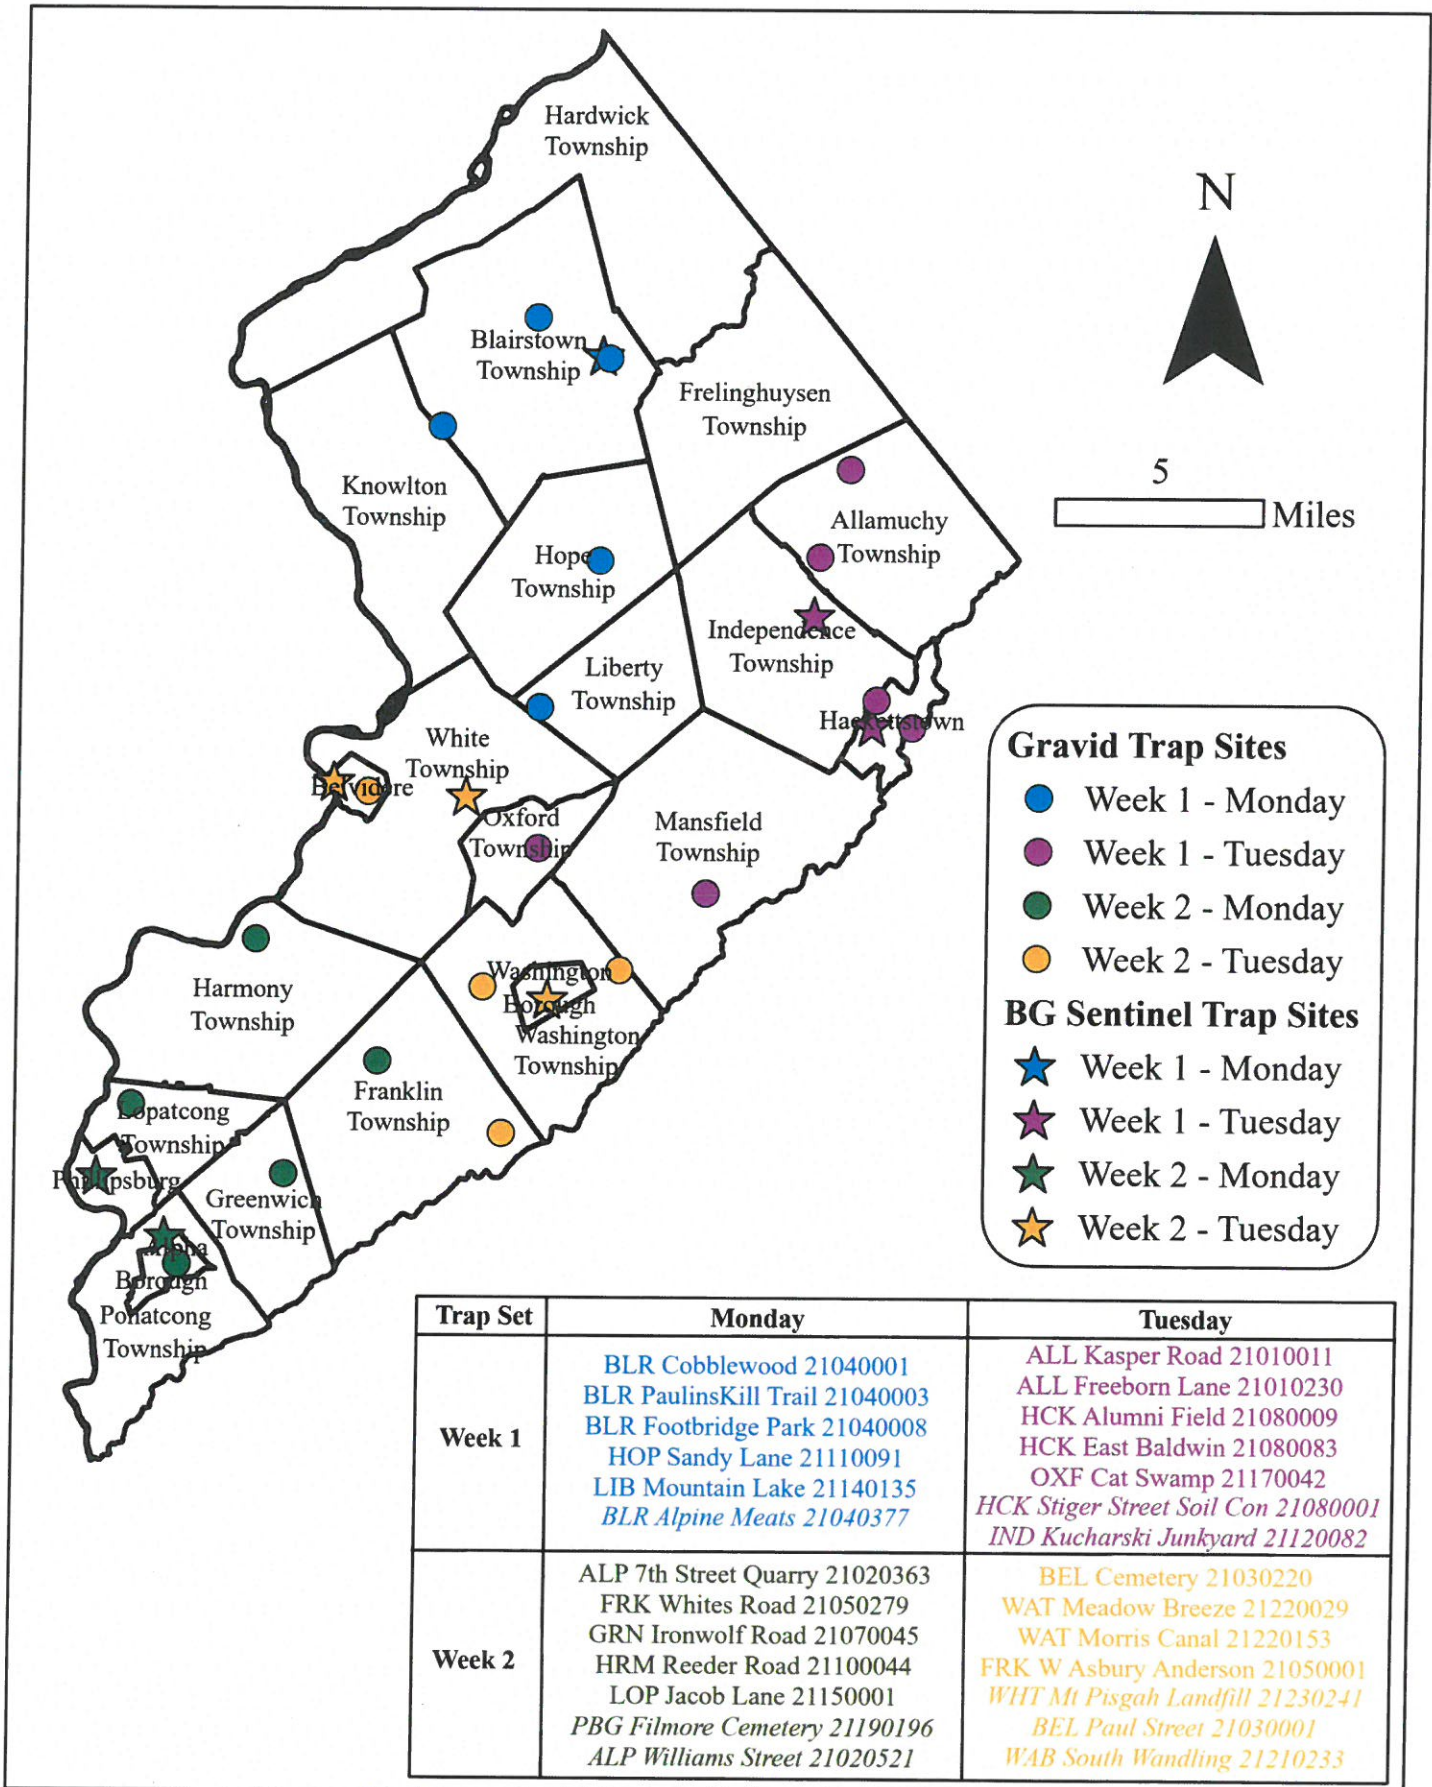 Hardwick
Township
N
Blairstown
Township
Frelinghuysen
Township
5
Miles
Knowlton
Township
Allamuchy
Township
Hope
Township
Independence
Township
Liberty
Township
Hackettstown
White
Township
Belvidere
Oxford
Township
Mansfield
Township
Washington
Borough
Washington
Township
Harmony
Township
Franklin
Township
Lopatcong
Township
Phillipsburg
Greenwich
Township
Alpha
Borough
Pohatcong
Township
Gravid Trap Sites
Week 1 - Monday
Week 1 - Tuesday
Week 2 - Monday
Week 2 - Tuesday
BG Sentinel Trap Sites
Week 1 - Monday
Week 1 - Tuesday
Week 2 - Monday
Week 2 - Tuesday
Trap Set Monday Tuesday
Week 1
BLR Cobblewood 21040001
BLR PaulinsKill Trail 21040003
BLR Footbridge Park 21040008
HOP Sandy Lane 21110091
LIB Mountain Lake 21140135
BLR Alpine Meats 21040377
ALL Kasper Road 21010011
ALL Freeborn Lane 21010230
HCK Alumni Field 21080009
HCK East Baldwin 21080083
OXF Cat Swamp 21170042
HCK Stiger Street Soil Con 21080001
IND Kucharski Junkyard 21120082
Week 2
ALP 7th Street Quarry 21020363
FRK Whites Road 21050279
GRN Ironwolf Road 21070045
HRM Reeder Road 21100044
LOP Jacob Lane 21150001
PBG Filmore Cemetery 21190196
ALP Williams Street 21020521
BEL Cemetery 21030220
WAT Meadow Breeze 21220029
WAT Morris Canal 21220153
FRK W Asbury Anderson 21050001
WHT Mt Pisgah Landfill 21230241
BEL Paul Street 21030001
WAB South Wandling 21210233